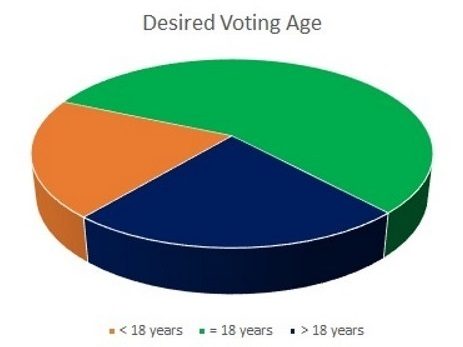 Desired Voting Age
< 18 years = 18 years > 18 years